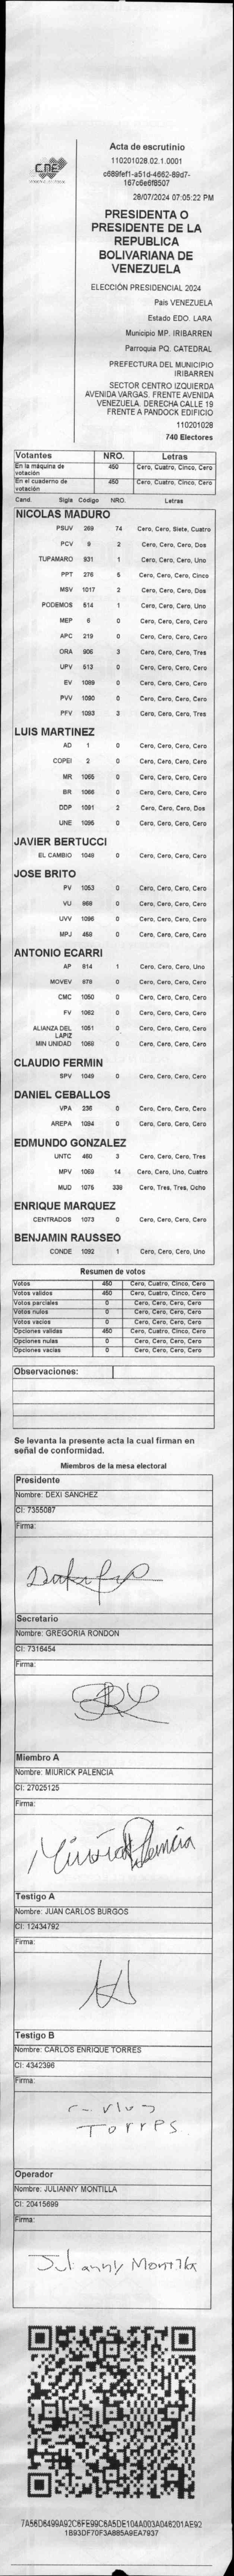 CNE
Acta de escrutinio
110201028.02.1.0001
c689fef1-a51d-4662-89d7-
167c6e6f8507
28/07/2024 07:05:22 PM
PRESIDENTA O
PRESIDENTE DE LA
REPUBLICA
BOLIVARIANA DE
VENEZUELA
ELECCIÓN PRESIDENCIAL 2024
País VENEZUELA
Estado EDO. LARA
Municipio MP. IRIBARREN
Parroquia PQ. CATEDRAL
PREFECTURA DEL MUNICIPIO
IRIBARREN
SECTOR CENTRO IZQUIERDA
AVENIDA VARGAS. FRENTE AVENIDA
VENEZUELA. DERECHA CALLE 19
FRENTE A PANDOCK EDIFICIO
110201028
740 Electores
Votantes NRO. Letras
En la máquina de votación 450 Cero, Cuatro, Cinco, Cero
En el cuaderno de votación 450 Cero, Cuatro, Cinco, Cero
Cand. Sigla Código NRO. Letras
NICOLAS MADURO
PSUV 269 74 Cero, Cero, Siete, Cuatro
PCV 9 2 Cero, Cero, Cero, Dos
TUPAMARO 931 1 Cero, Cero, Cero, Uno
PPT 276 5 Cero, Cero, Cero, Cinco
MSV 1017 2 Cero, Cero, Cero, Dos
PODEMOS 514 1 Cero, Cero, Cero, Uno
MEP 6 0 Cero, Cero, Cero, Cero
APC 219 0 Cero, Cero, Cero, Cero
ORA 906 3 Cero, Cero, Cero, Tres
UPV 513 0 Cero, Cero, Cero, Cero
EV 1089 0 Cero, Cero, Cero, Cero
PVV 1090 0 Cero, Cero, Cero, Cero
PFV 1093 3 Cero, Cero, Cero, Tres
LUIS MARTINEZ
AD 1 0 Cero, Cero, Cero, Cero
COPEI 2 0 Cero, Cero, Cero, Cero
MR 1065 0 Cero, Cero, Cero, Cero
BR 1066 0 Cero, Cero, Cero, Cero
DDP 1091 2 Cero, Cero, Cero, Dos
UNE 1095 0 Cero, Cero, Cero, Cero
JAVIER BERTUCCI
EL CAMBIO 1048 0 Cero, Cero, Cero, Cero
JOSE BRITO
PV 1053 0 Cero, Cero, Cero, Cero
VU 868 0 Cero, Cero, Cero, Cero
UVV 1096 0 Cero, Cero, Cero, Cero
MPJ 458 0 Cero, Cero, Cero, Cero
ANTONIO ECARRI
AP 814 1 Cero, Cero, Cero, Uno
MOVEV 679 0 Cero, Cero, Cero, Cero
CMC 1050 0 Cero, Cero, Cero, Cero
FV 1062 0 Cero, Cero, Cero, Cero
ALIANZA DEL LAPIZ 1051 0 Cero, Cero, Cero, Cero
MIN UNIDAD 1068 0 Cero, Cero, Cero, Cero
CLAUDIO FERMIN
SPV 1049 0 Cero, Cero, Cero, Cero
DANIEL CEBALLOS
VPA 236 0 Cero, Cero, Cero, Cero
AREPA 1094 0 Cero, Cero, Cero, Cero
EDMUNDO GONZALEZ
UNTC 460 3 Cero, Cero, Cero, Tres
MPV 1069 14 Cero, Cero, Uno, Cuatro
MUD 1075 338 Cero, Tres, Tres, Ocho
ENRIQUE MARQUEZ
CENTRADOS 1073 0 Cero, Cero, Cero, Cero
BENJAMIN RAUSSEO
CONDE 1092 1 Cero, Cero, Cero, Uno
Resumen de votos
Votos 450 Cero, Cuatro, Cinco, Cero
Votos validos 450 Cero, Cuatro, Cinco, Cero
Votos parciales 0 Cero, Cero, Cero, Cero
Votos nulos 0 Cero, Cero, Cero, Cero
Votos vacios 0 Cero, Cero, Cero, Cero
Opciones validas 450 Cero, Cuatro, Cinco, Cero
Opciones nulas 0 Cero, Cero, Cero, Cero
Opciones vacias 0 Cero, Cero, Cero, Cero
Observaciones:
Se levanta la presente acta la cual firman en
señal de conformidad.
Miembros de la mesa electoral
Presidente
Nombre: DEXI SANCHEZ
CI: 7355087
Firma:
Secretario
Nombre: GREGORIA RONDON
CI: 7316454
Firma:
Miembro A
Nombre: MIURICK PALENCIA
CI: 27025125
Firma:
Miurick Palencia
Testigo A
Nombre: JUAN CARLOS BURGOS
CI: 12434792
Firma:
Testigo B
Nombre: CARLOS ENRIQUE TORRES
CI: 4342396
Firma:
Carlos
Torres
Operador
Nombre: JULIANNY MONTILLA
CI: 20415699
Firma:
Julianny Montilla
7A56D6499A92C6FE99C6A5DE104A003A046201AE92
1B93DF70F3A885A9EA7937